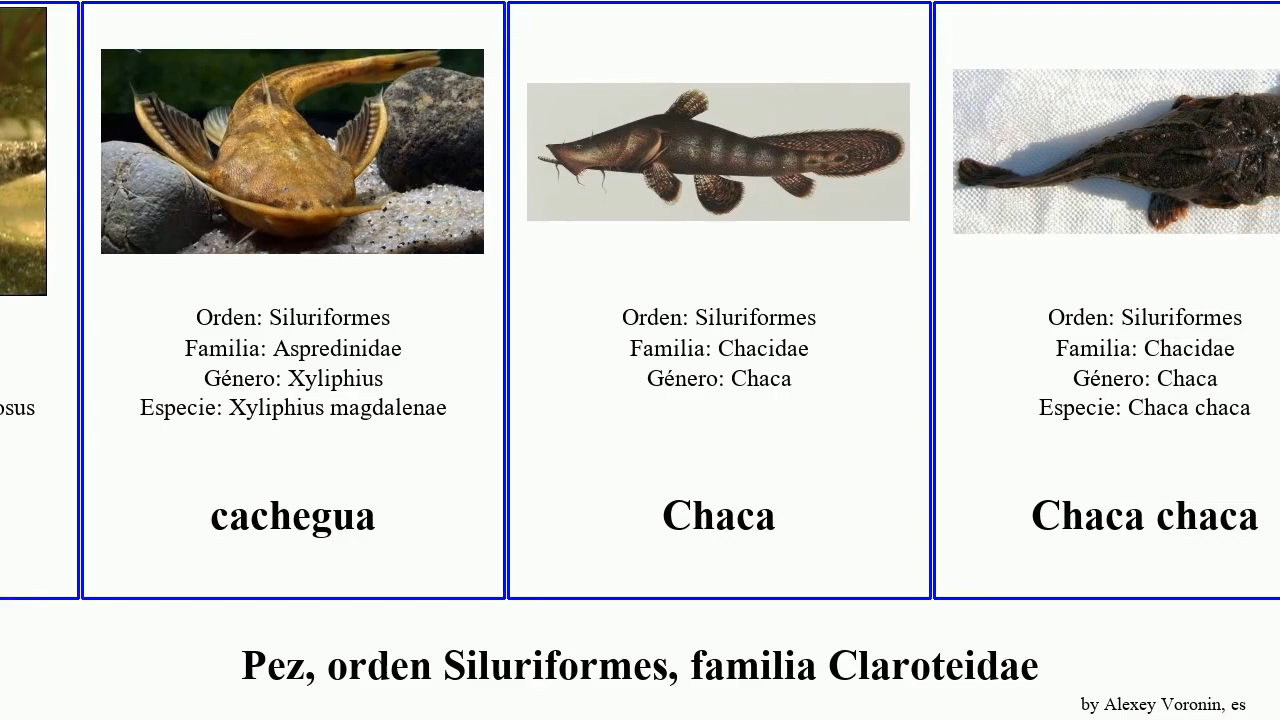 osus
Orden: Siluriformes
Familia: Aspredinidae
Género: Xyliphius
Especie: Xyliphius magdalenae
cachegua
Orden: Siluriformes
Familia: Chacidae
Género: Chaca
Chaca
Orden: Siluriformes
Familia: Chacidae
Género: Chaca
Especie: Chaca chaca
Chaca chaca
Pez, orden Siluriformes, familia Claroteidae
by Alexey Voronin, es